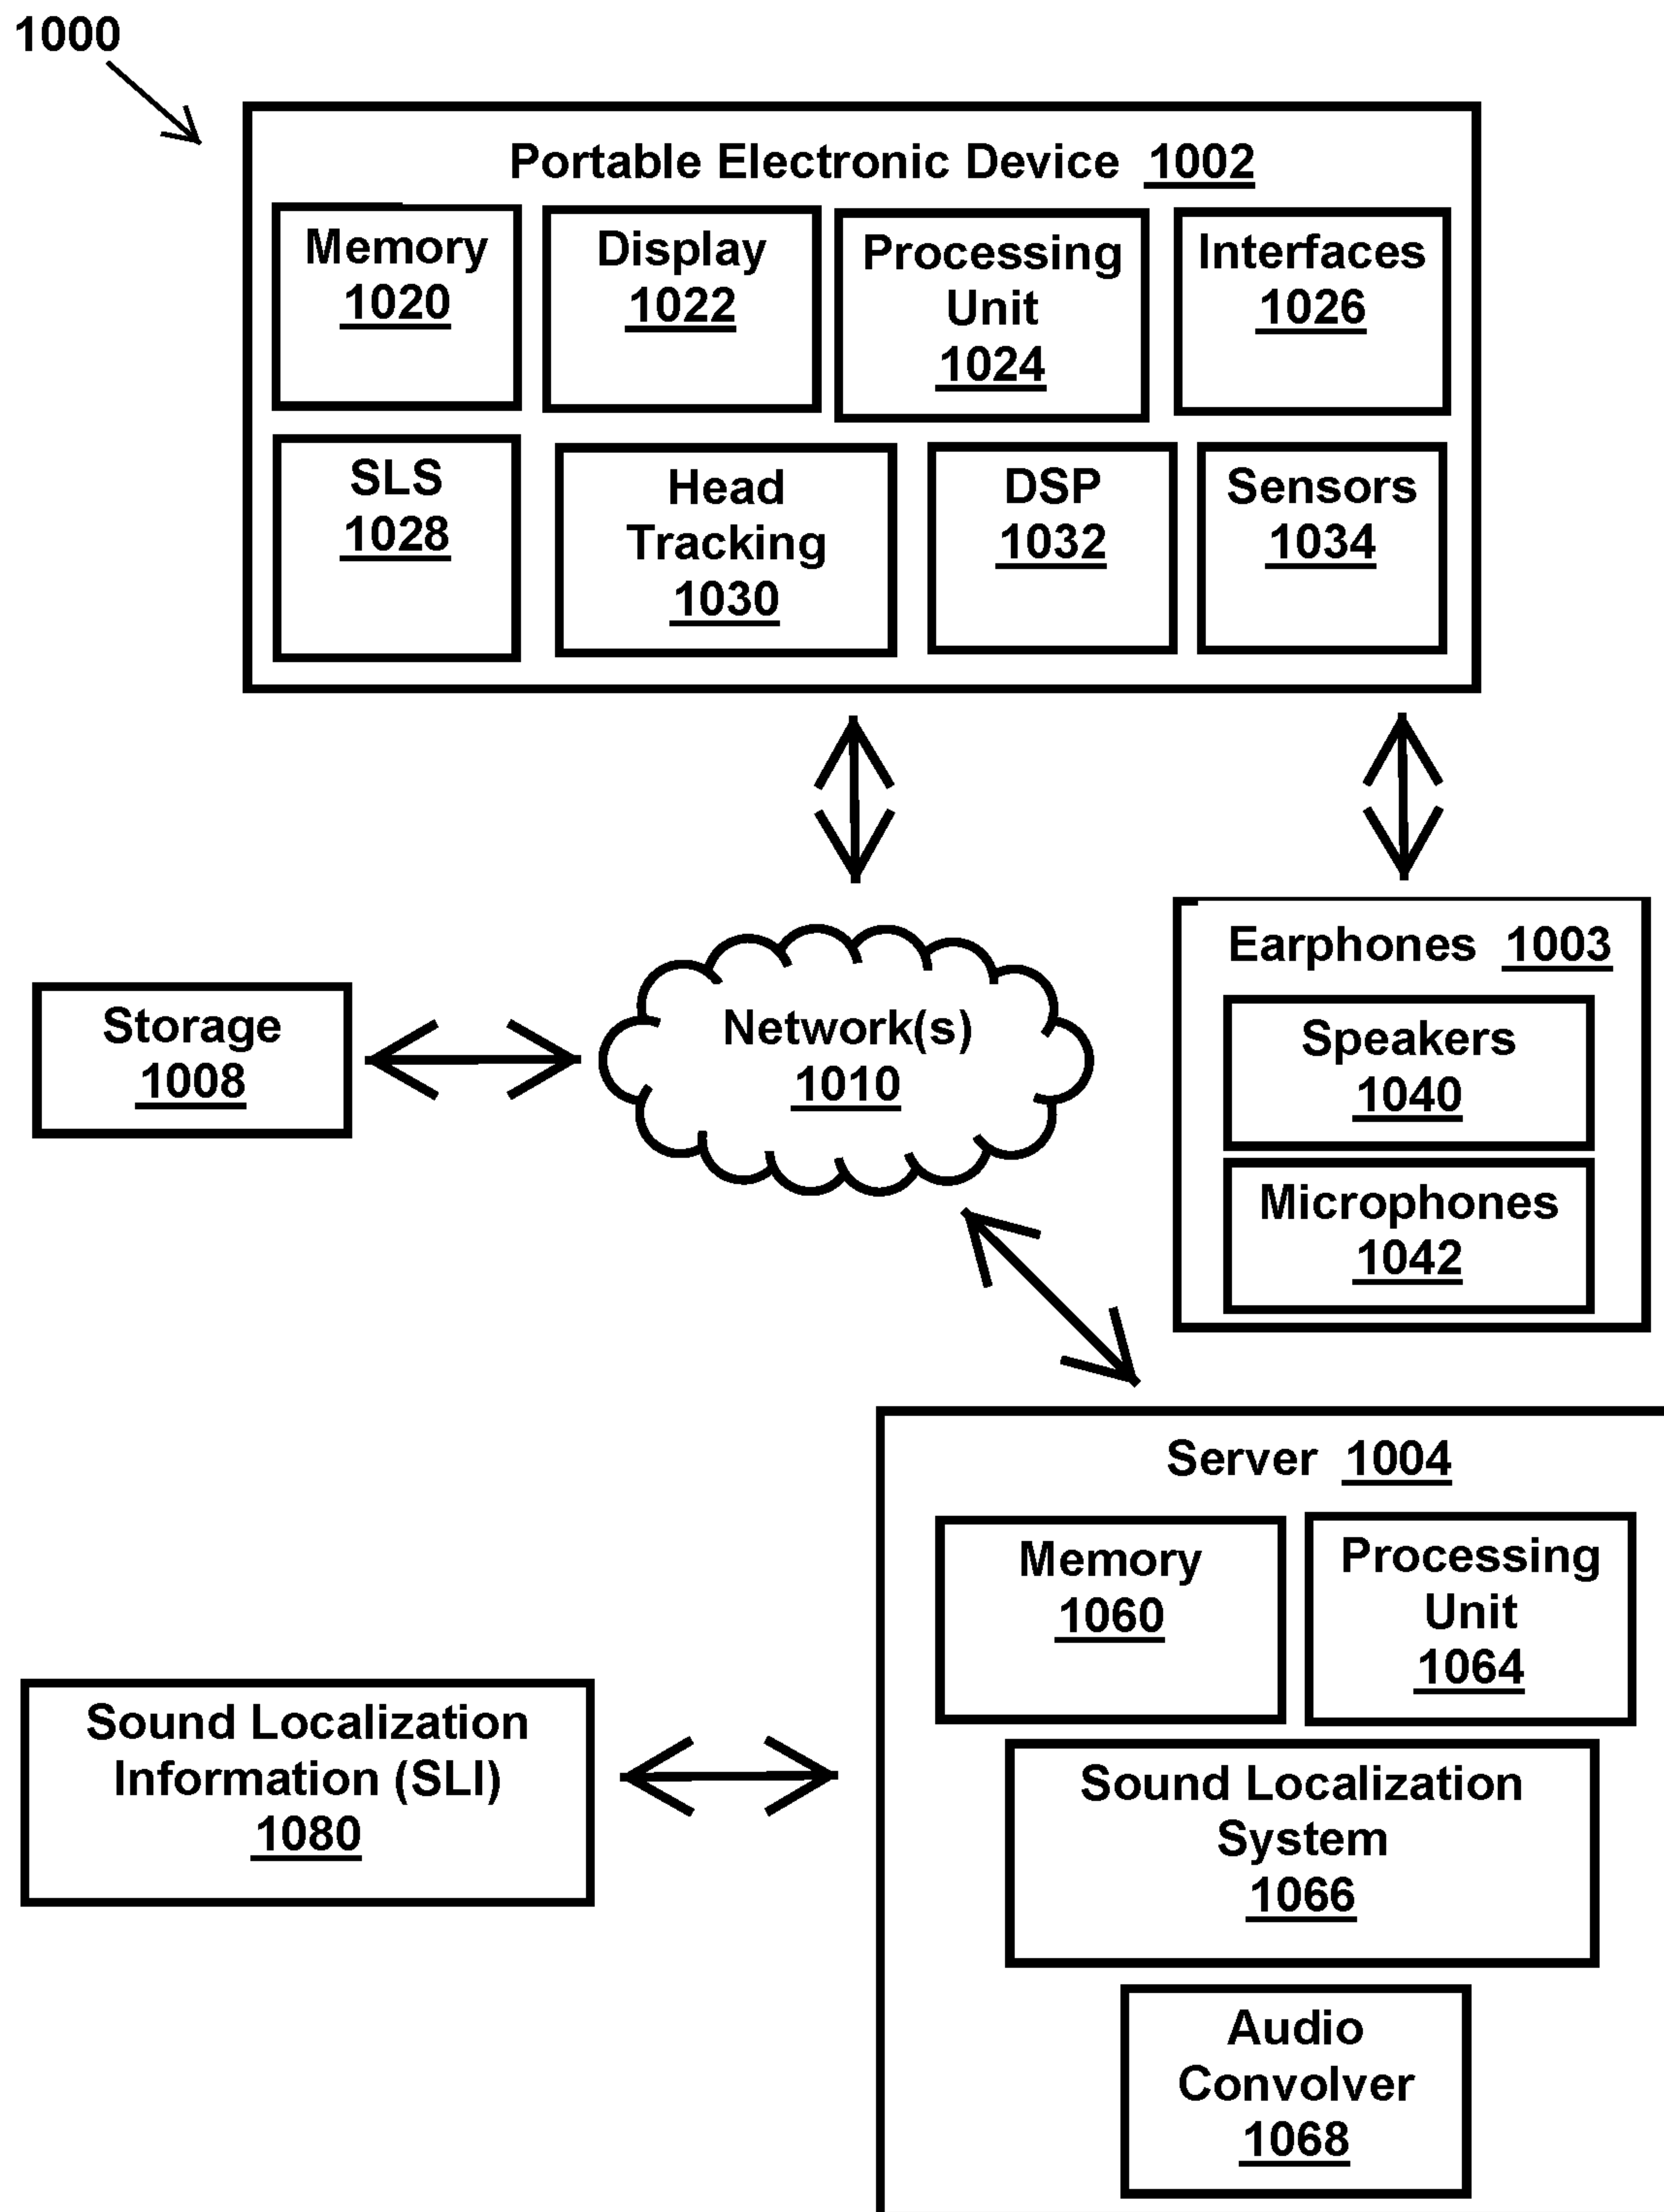 1000
Portable Electronic Device 1002
Memory
1020
Display
1022
Processing
Unit
1024
Interfaces
1026
SLS
1028
Head
Tracking
1030
DSP
1032
Sensors
1034
Storage
1008
Network(s)
1010
Earphones 1003
Speakers
1040
Microphones
1042
Server 1004
Memory
1060
Processing
Unit
1064
Sound Localization
Information (SLI)
1080
Sound Localization
System
1066
Audio
Convolver
1068